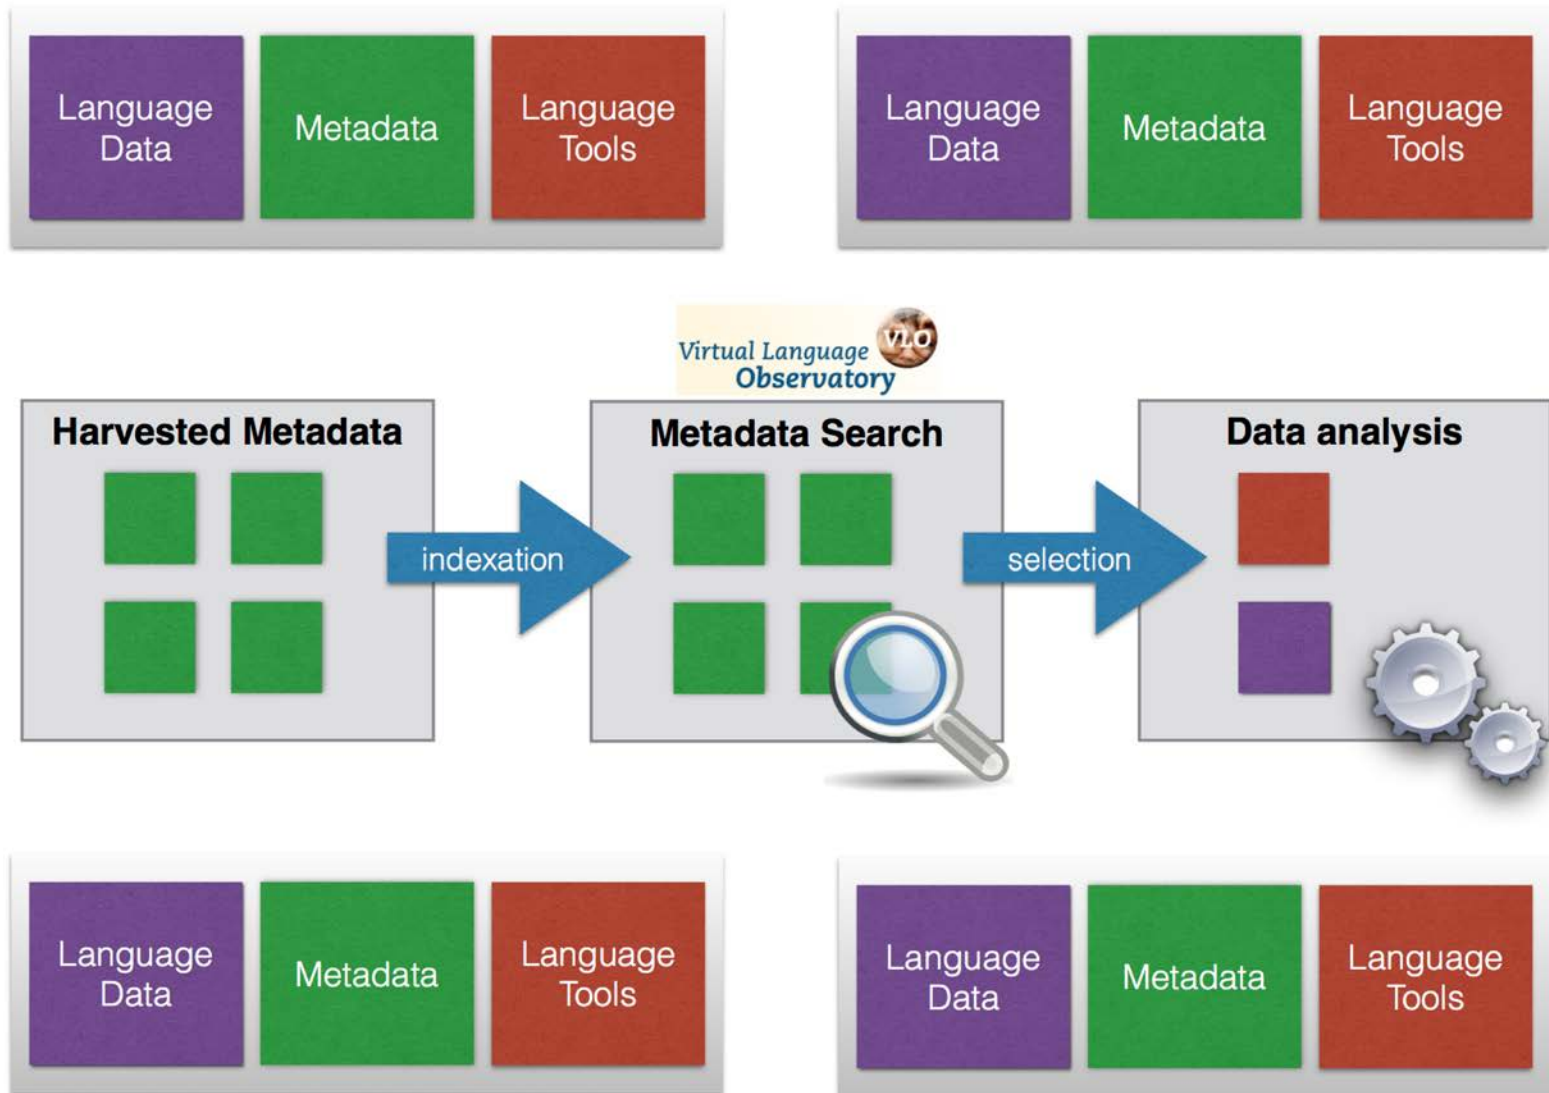 Language
Data
Metadata
Language
Tools
Language
Data
Metadata
Language
Tools
Virtual Language
VLO
Observatory
Harvested Metadata
Metadata Search
Data analysis
indexation
selection
Language
Data
Metadata
Language
Tools
Language
Data
Metadata
Language
Tools